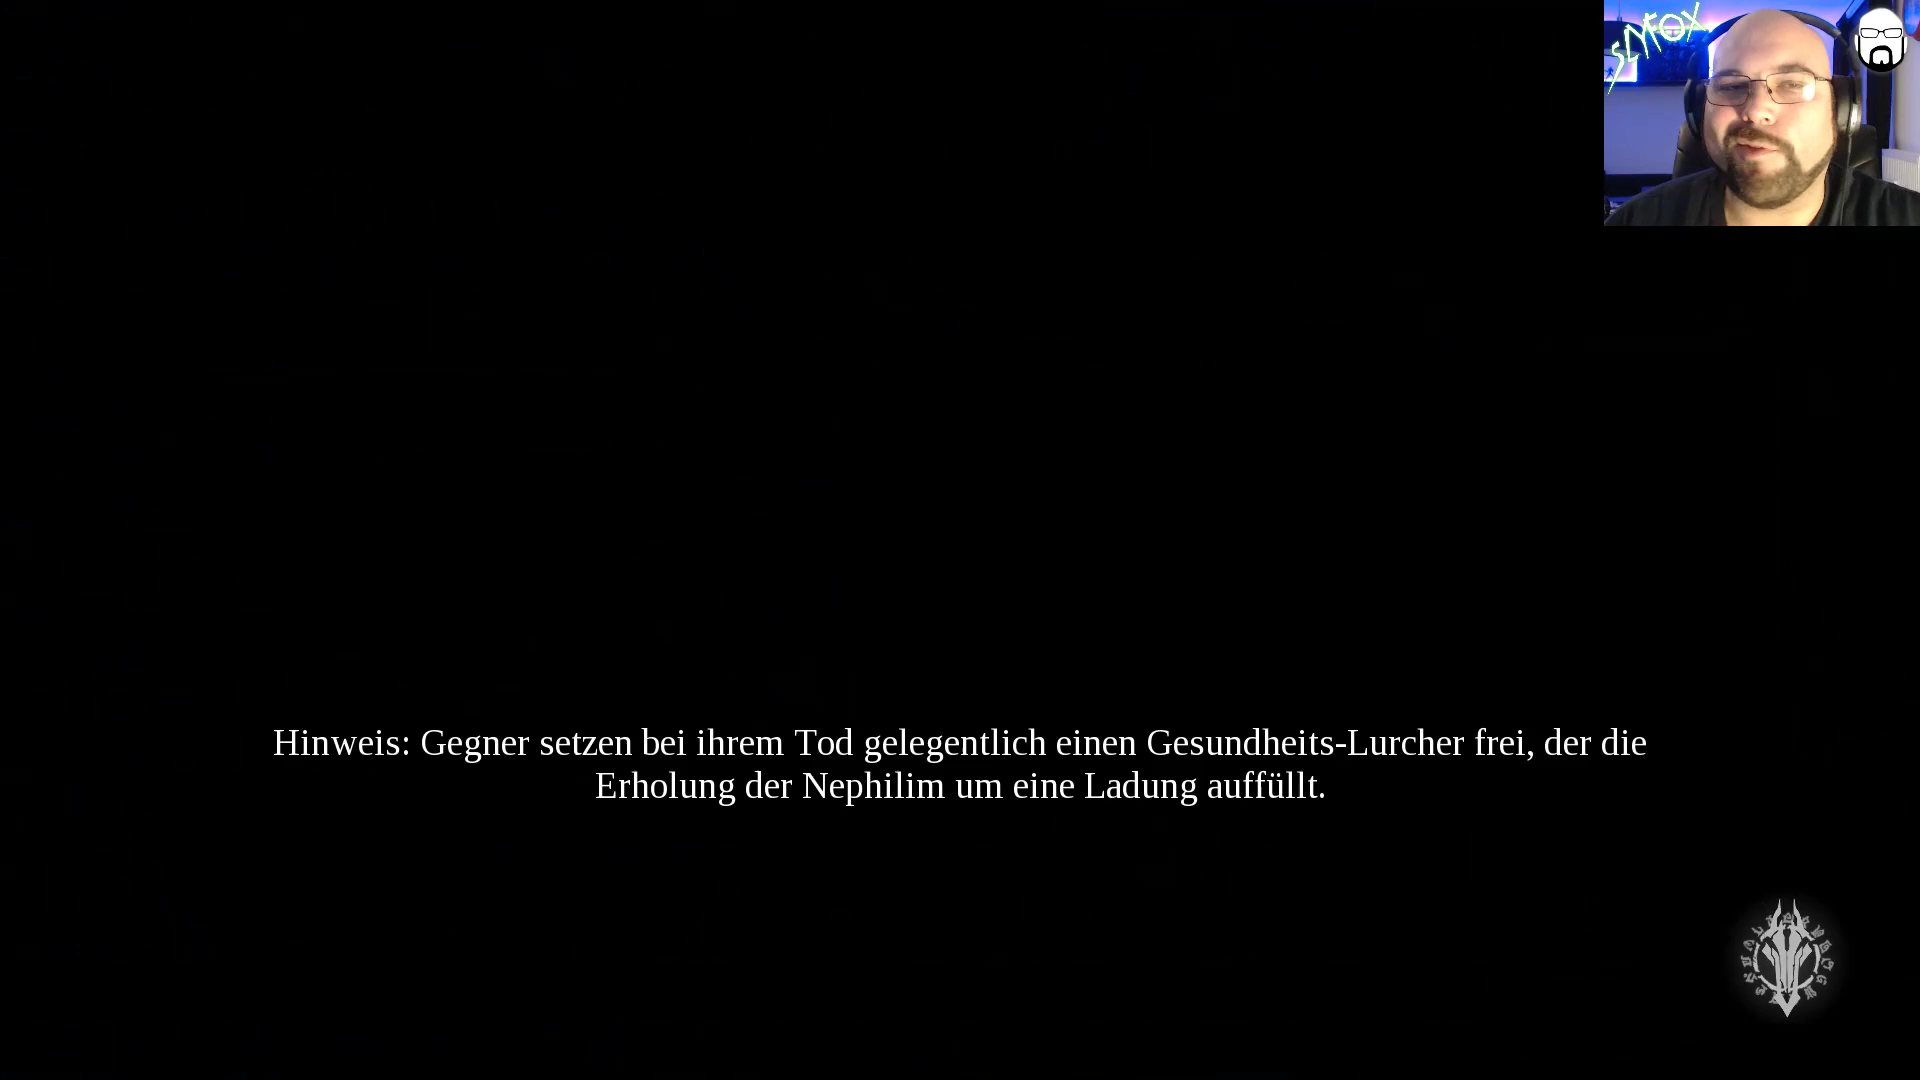 SLYFOX
Hinweis: Gegner setzen bei ihrem Tod gelegentlich einen Gesundheits-Lurcher frei, der die
Erholung der Nephilim um eine Ladung auffüllt.